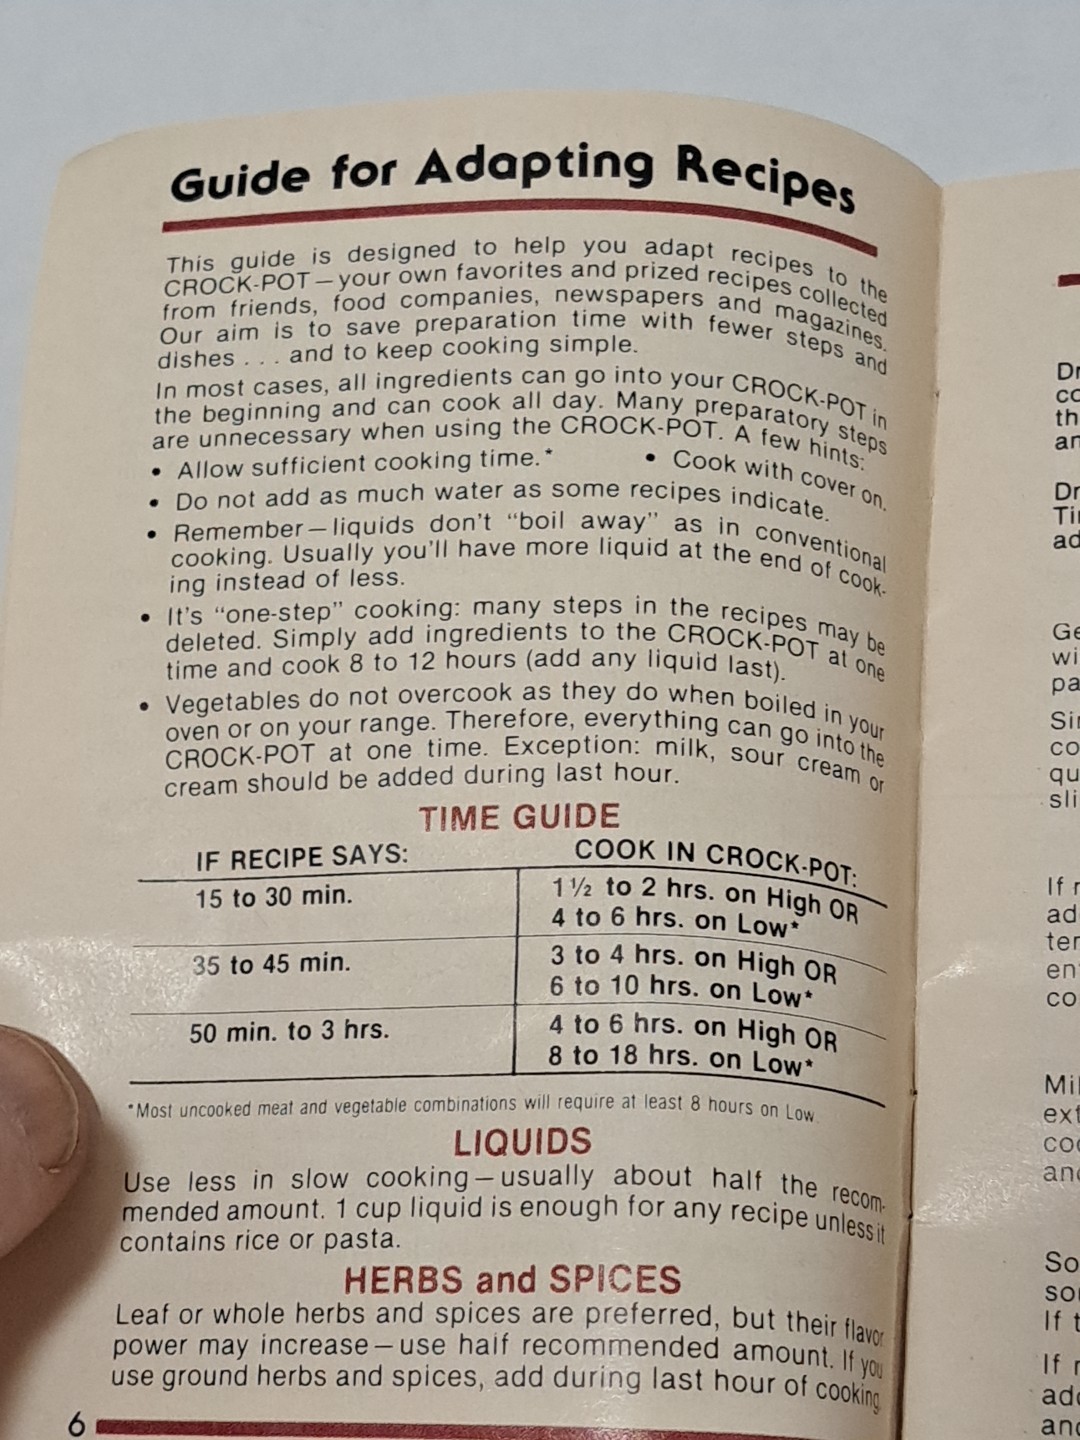 Guide for Adapting Recipes
This guide is designed to help you adapt recipes to the
CROCK-POT—your own favorites and prized recipes collected
from friends, food companies, newspapers and magazines.
Our aim is to save preparation time with fewer steps and
dishes . . . and to keep cooking simple.
In most cases, all ingredients can go into your CROCK-POT in
the beginning and can cook all day. Many preparatory steps
are unnecessary when using the CROCK-POT. A few hints:
• Allow sufficient cooking time.* • Cook with cover on.
• Do not add as much water as some recipes indicate.
• Remember—liquids don't "boil away" as in conventional
cooking. Usually you'll have more liquid at the end of cook-
ing instead of less.
• It's "one-step" cooking: many steps in the recipes may be
deleted. Simply add ingredients to the CROCK-POT at one
time and cook 8 to 12 hours (add any liquid last).
• Vegetables do not overcook as they do when boiled in your
oven or on your range. Therefore, everything can go into the
CROCK-POT at one time. Exception: milk, sour cream or
cream should be added during last hour.
TIME GUIDE
IF RECIPE SAYS: COOK IN CROCK-POT:
15 to 30 min. 1½ to 2 hrs. on High OR
4 to 6 hrs. on Low*
35 to 45 min. 3 to 4 hrs. on High OR
6 to 10 hrs. on Low*
50 min. to 3 hrs. 4 to 6 hrs. on High OR
8 to 18 hrs. on Low*
*Most uncooked meat and vegetable combinations will require at least 8 hours on Low.
LIQUIDS
Use less in slow cooking—usually about half the recom-
mended amount. 1 cup liquid is enough for any recipe unless it
contains rice or pasta.
HERBS and SPICES
Leaf or whole herbs and spices are preferred, but their flavor
power may increase—use half recommended amount. If you
use ground herbs and spices, add during last hour of cooking.
6